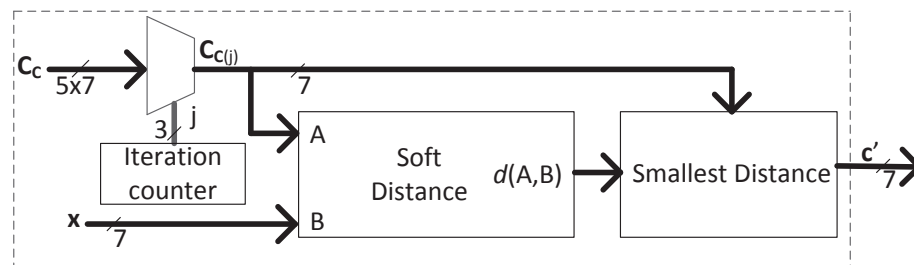 C_C
5x7
C_C(j)
7
3
j
Iteration
counter
A
Soft
Distance
d(A,B)
B
Smallest Distance
c'
7
x
7